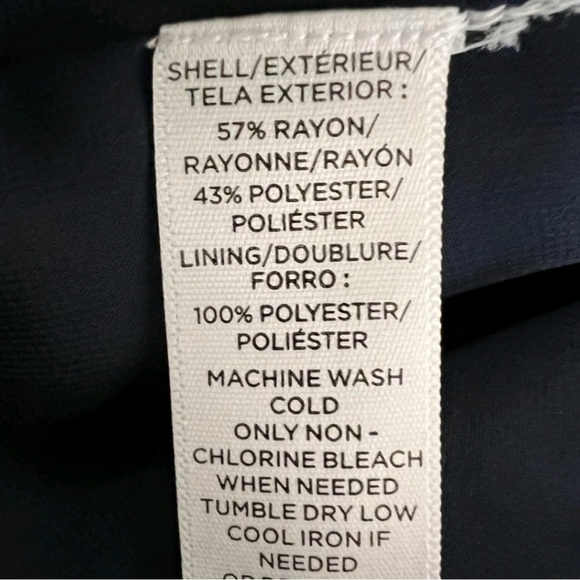 SHELL/EXTÉRIEUR/
TELA EXTERIOR :
57% RAYON/
RAYONNE/RAYÓN
43% POLYESTER/
POLIÉSTER
LINING/DOUBLURE/
FORRO :
100% POLYESTER/
POLIÉSTER
MACHINE WASH
COLD
ONLY NON -
CHLORINE BLEACH
WHEN NEEDED
TUMBLE DRY LOW
COOL IRON IF
NEEDED